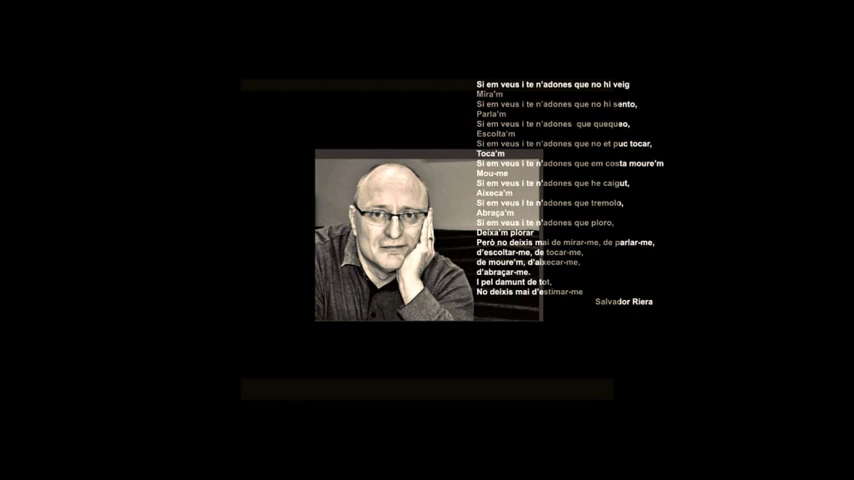 Si em veus i te n'adones que no hi veig
Mira'm
Si em veus i te n'adones que no hi sento,
Parla'm
Si em veus i te n'adones que quequeo,
Escolta'm
Si em veus i te n'adones que no et puc tocar,
Toca'm
Si em veus i te n'adones que em costa moure'm
Mou-me
Si em veus i te n'adones que he caigut,
Aixeca'm
Si em veus i te n'adones que tremolo,
Abraça'm
Si em veus i te n'adones que ploro,
Deixa'm plorar
Però no deixis mai de mirar-me, de parlar-me,
d'escoltar-me, de tocar-me,
de moure'm, d'aixecar-me,
d'abraçar-me.
I pel damunt de tot,
No deixis mai d'estimar-me
Salvador Riera